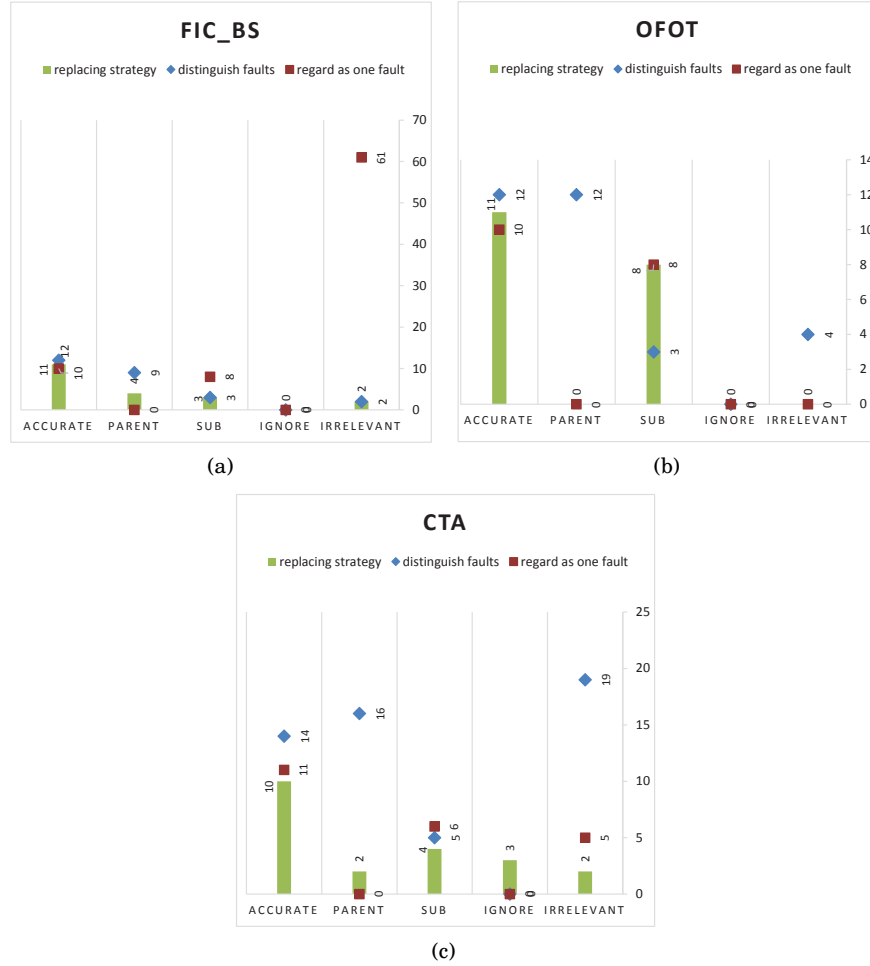 FIC_BS
replacing strategy distinguish faults regard as one fault
70
60
50
40
30
20
10
0
11 12 10
4 9 0
3 3 8
0 0 0
2 2 61
ACCURATE PARENT SUB IGNORE IRRELEVANT
(a)
OFOT
replacing strategy distinguish faults regard as one fault
14
12
10
8
6
4
2
0
11 12 10
0 12 0
8 3 8
0 0 0
0 4 0
ACCURATE PARENT SUB IGNORE IRRELEVANT
(b)
CTA
replacing strategy distinguish faults regard as one fault
25
20
15
10
5
0
10 14 11
2 16 0
4 5 6
3 0 0
2 19 5
ACCURATE PARENT SUB IGNORE IRRELEVANT
(c)